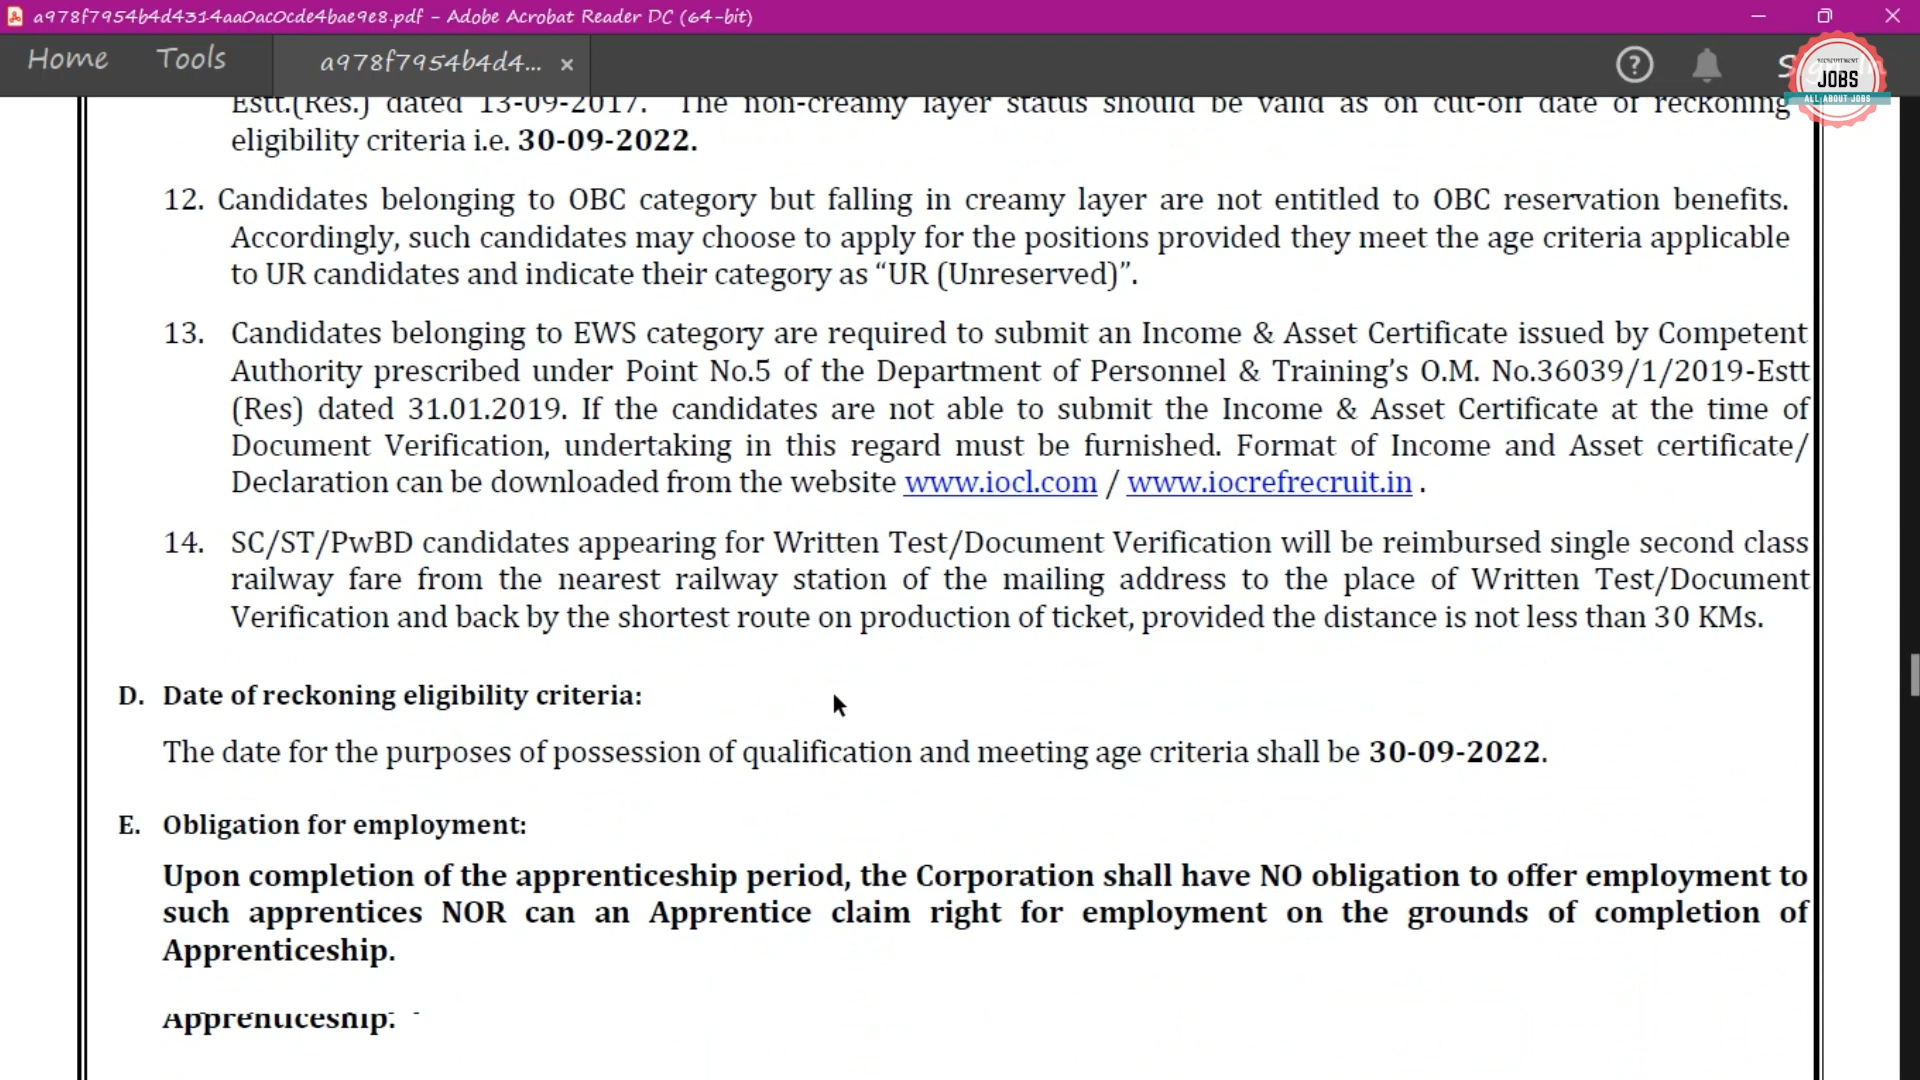 a978f7954b4d4314aa0ac0cde4bae9e8.pdf - Adobe Acrobat Reader DC (64-bit)
Home Tools a978f7954b4d4... ×
RECRUITMENT
JOBS
ALL ABOUT JOBS
Estt.(Res.) dated 13-09-2017. The non-creamy layer status should be valid as on cut-off date of reckoning
eligibility criteria i.e. 30-09-2022.
12. Candidates belonging to OBC category but falling in creamy layer are not entitled to OBC reservation benefits.
Accordingly, such candidates may choose to apply for the positions provided they meet the age criteria applicable
to UR candidates and indicate their category as “UR (Unreserved)”.
13. Candidates belonging to EWS category are required to submit an Income & Asset Certificate issued by Competent
Authority prescribed under Point No.5 of the Department of Personnel & Training’s O.M. No.36039/1/2019-Estt
(Res) dated 31.01.2019. If the candidates are not able to submit the Income & Asset Certificate at the time of
Document Verification, undertaking in this regard must be furnished. Format of Income and Asset certificate/
Declaration can be downloaded from the website www.iocl.com / www.iocrefrecruit.in .
14. SC/ST/PwBD candidates appearing for Written Test/Document Verification will be reimbursed single second class
railway fare from the nearest railway station of the mailing address to the place of Written Test/Document
Verification and back by the shortest route on production of ticket, provided the distance is not less than 30 KMs.
D. Date of reckoning eligibility criteria:
The date for the purposes of possession of qualification and meeting age criteria shall be 30-09-2022.
E. Obligation for employment:
Upon completion of the apprenticeship period, the Corporation shall have NO obligation to offer employment to
such apprentices NOR can an Apprentice claim right for employment on the grounds of completion of
Apprenticeship.
Apprenticeship.